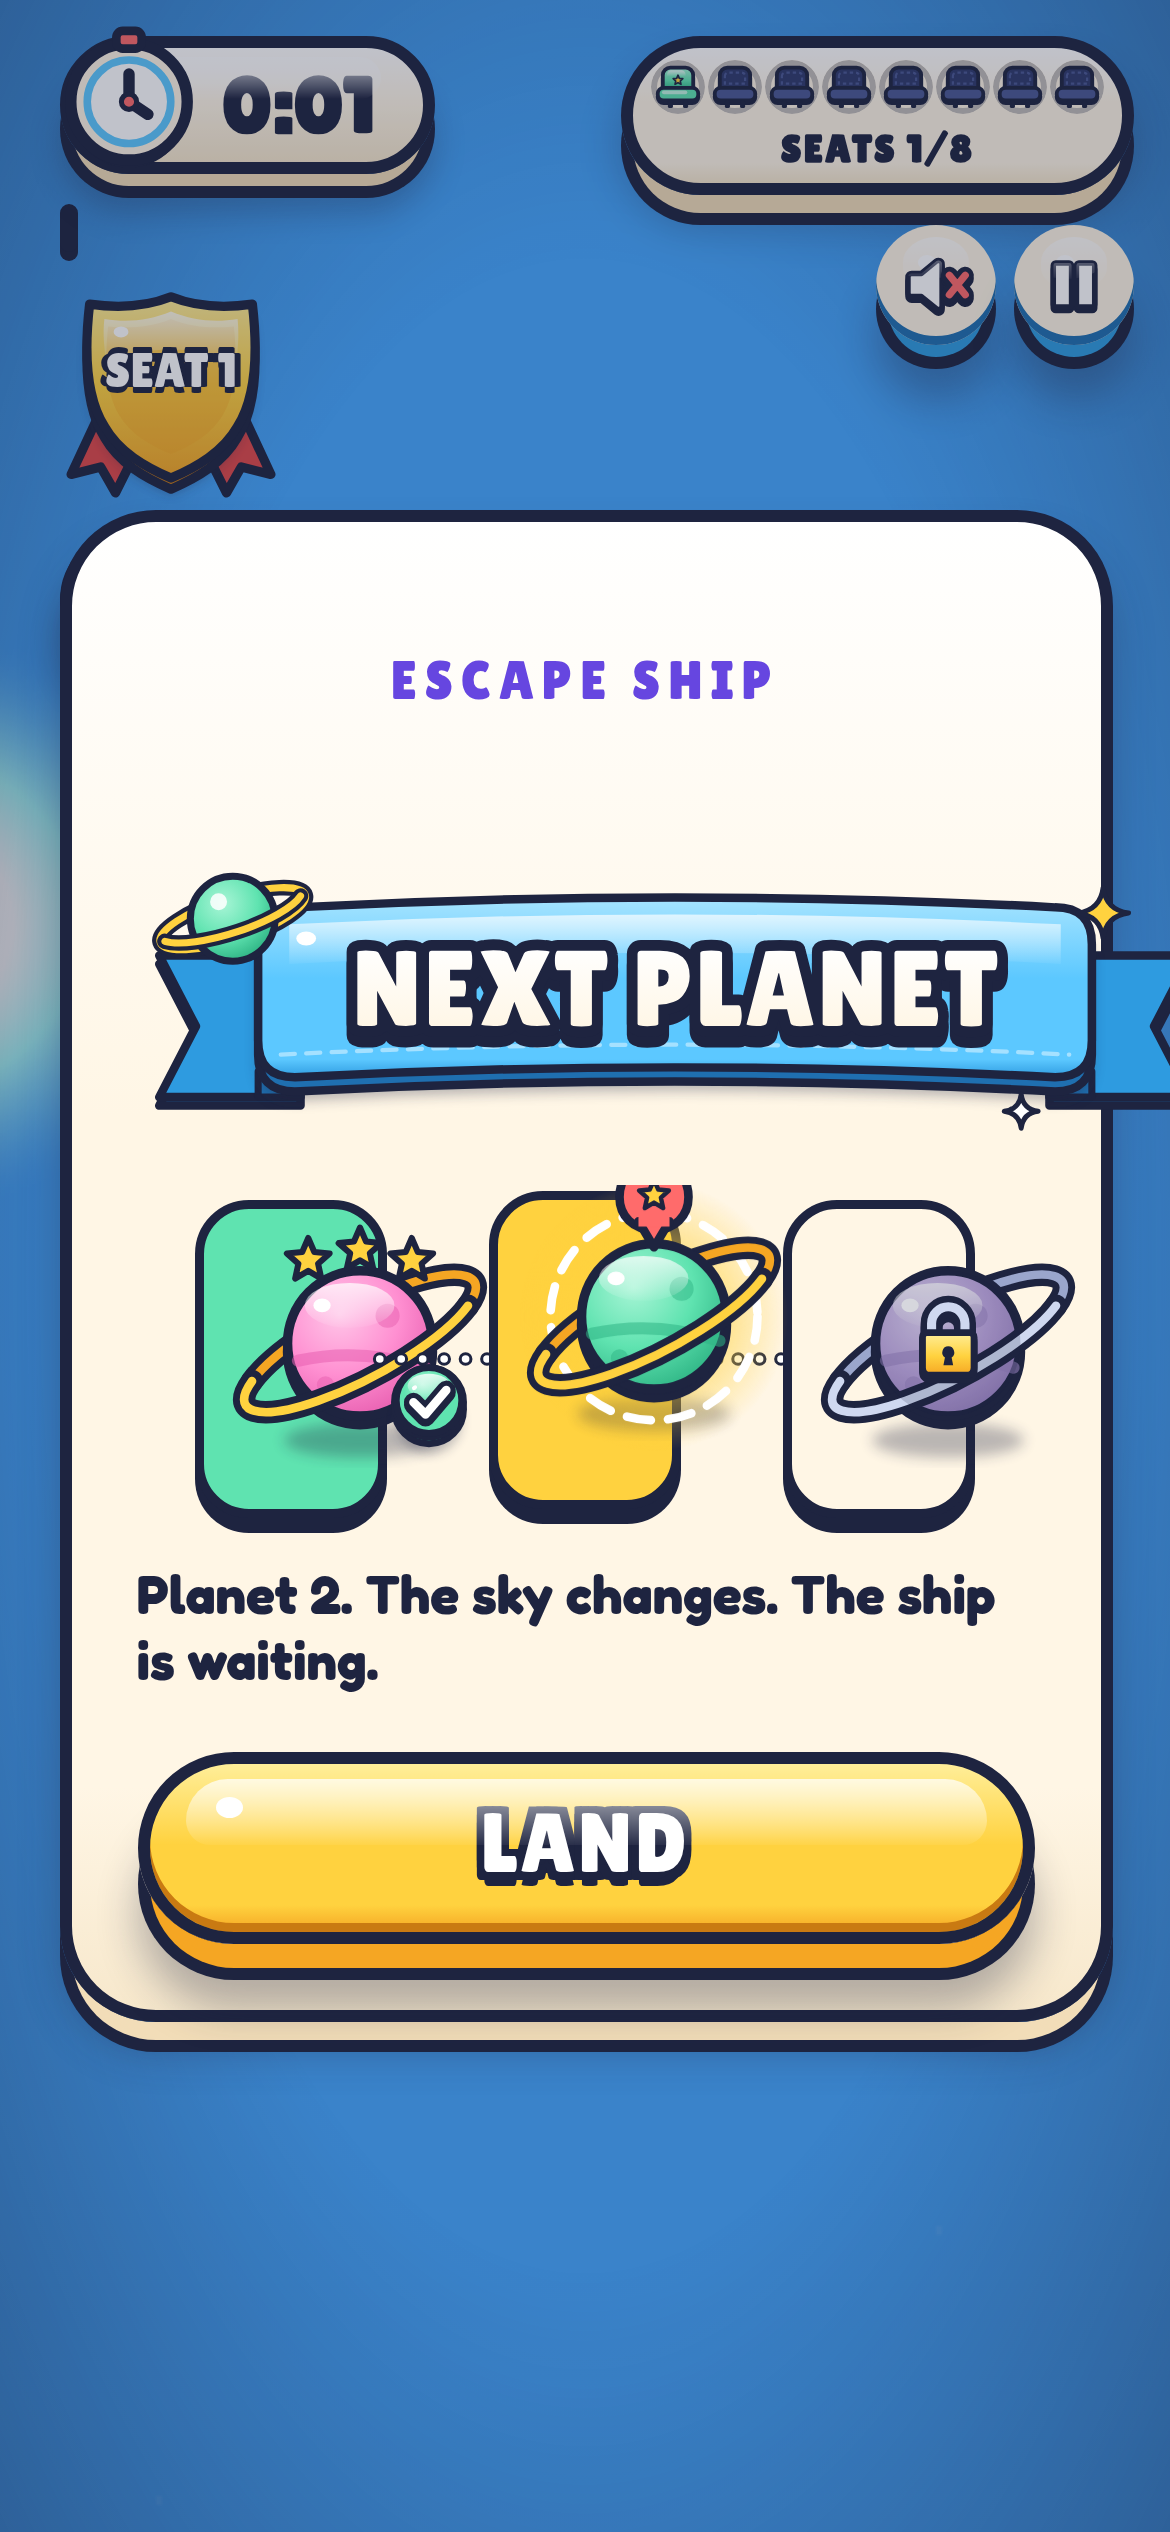 0:01
SEATS 1/8
SEAT 1
ESCAPE SHIP
NEXT PLANET
Planet 2. The sky changes. The ship
is waiting.
LAND